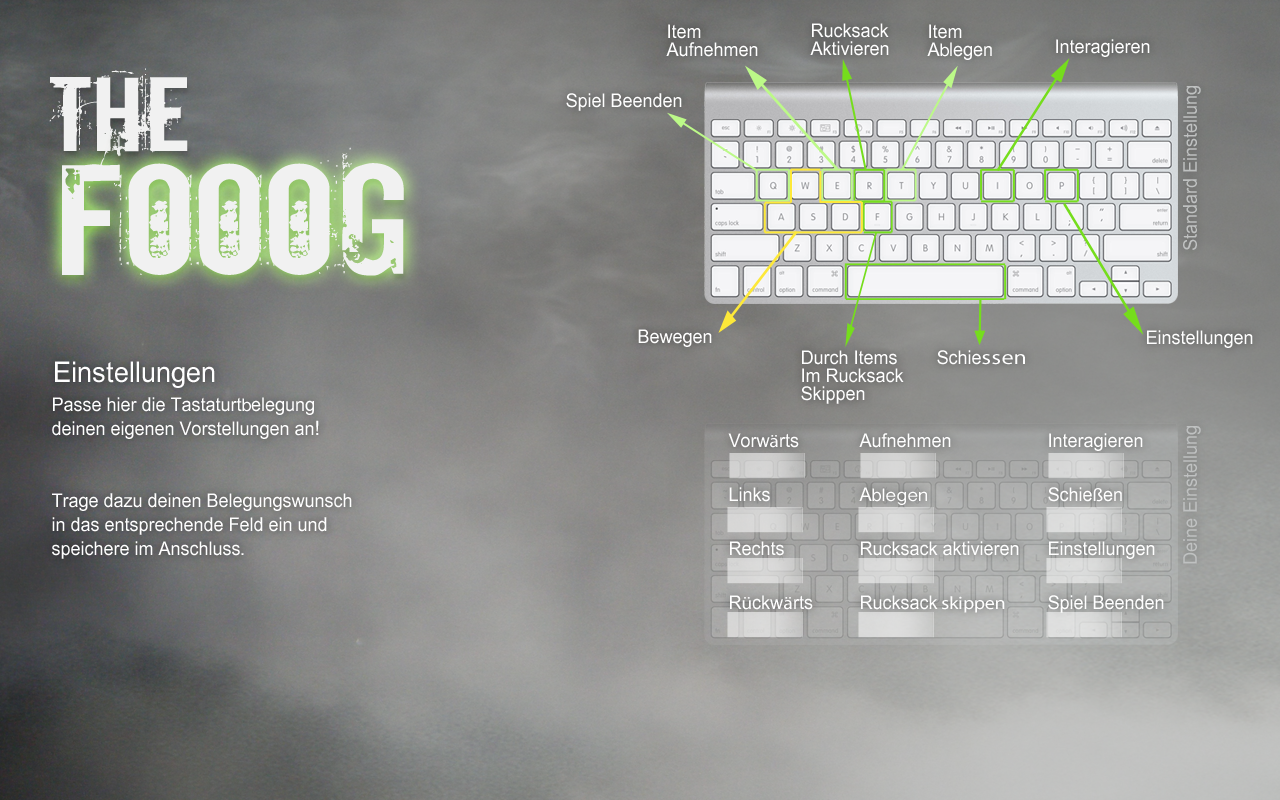 THE
FOOOG
Einstellungen
Passe hier die Tastaturtbelegung
deinen eigenen Vorstellungen an!
Trage dazu deinen Belegungswunsch
in das entsprechende Feld ein und
speichere im Anschluss.
Item
Aufnehmen
Rucksack
Aktivieren
Item
Ablegen
Interagieren
Spiel Beenden
esc
! @ # $ % ^ & * ( )
1 2 3 4 5 6 7 8 9 0 - = delete
tab Q W E R T Y U I O P
caps lock A S D F G H J K L enter return
shift Z X C V B N M shift
fn control option command command option
Standard Einstellung
Bewegen
Durch Items
Im Rucksack
Skippen
Schiessen
Einstellungen
Vorwärts Aufnehmen Interagieren
Links Ablegen Schießen
Rechts Rucksack aktivieren Einstellungen
Rückwärts Rucksack skippen Spiel Beenden
Deine Einstellung